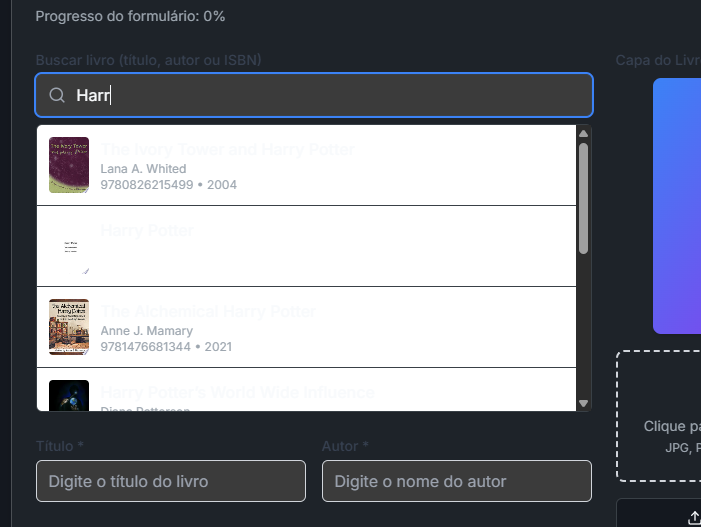 Progresso do formulário: 0%
Buscar livro (título, autor ou ISBN)
Capa do Livr
Harr
The Ivory Tower and Harry Potter
Lana A. Whited
9780826215499 • 2004
Harry Potter
The Alchemical Harry Potter
Anne J. Mamary
9781476681344 • 2021
Harry Potter's World Wide Influence
Diana Patterson
Clique pa
JPG, P
Título *
Autor *
Digite o título do livro
Digite o nome do autor